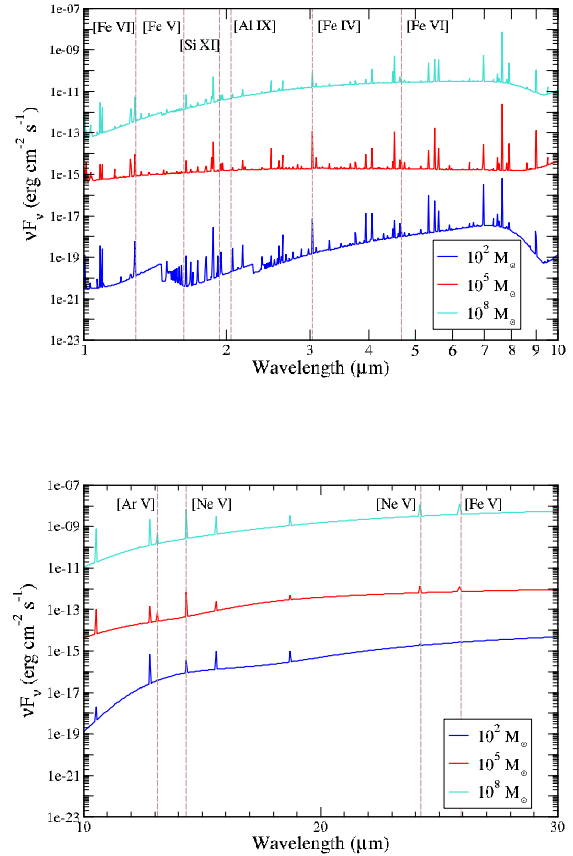 [Fe VI] [Fe V] [Al IX] [Fe IV] [Fe VI]
[Si XI]
1e-07
1e-09
1e-11
1e-13
1e-15
1e-17
1e-19
1e-21
1e-23
νFν (erg cm⁻² s⁻¹)
10² M☉
10⁵ M☉
10⁸ M☉
1 2 3 4 5 6 7 8 9 10
Wavelength (μm)
[Ar V] [Ne V] [Ne V] [Fe V]
1e-07
1e-09
1e-11
1e-13
1e-15
1e-17
1e-19
1e-21
1e-23
νFν (erg cm⁻² s⁻¹)
10² M☉
10⁵ M☉
10⁸ M☉
10 20 30
Wavelength (μm)